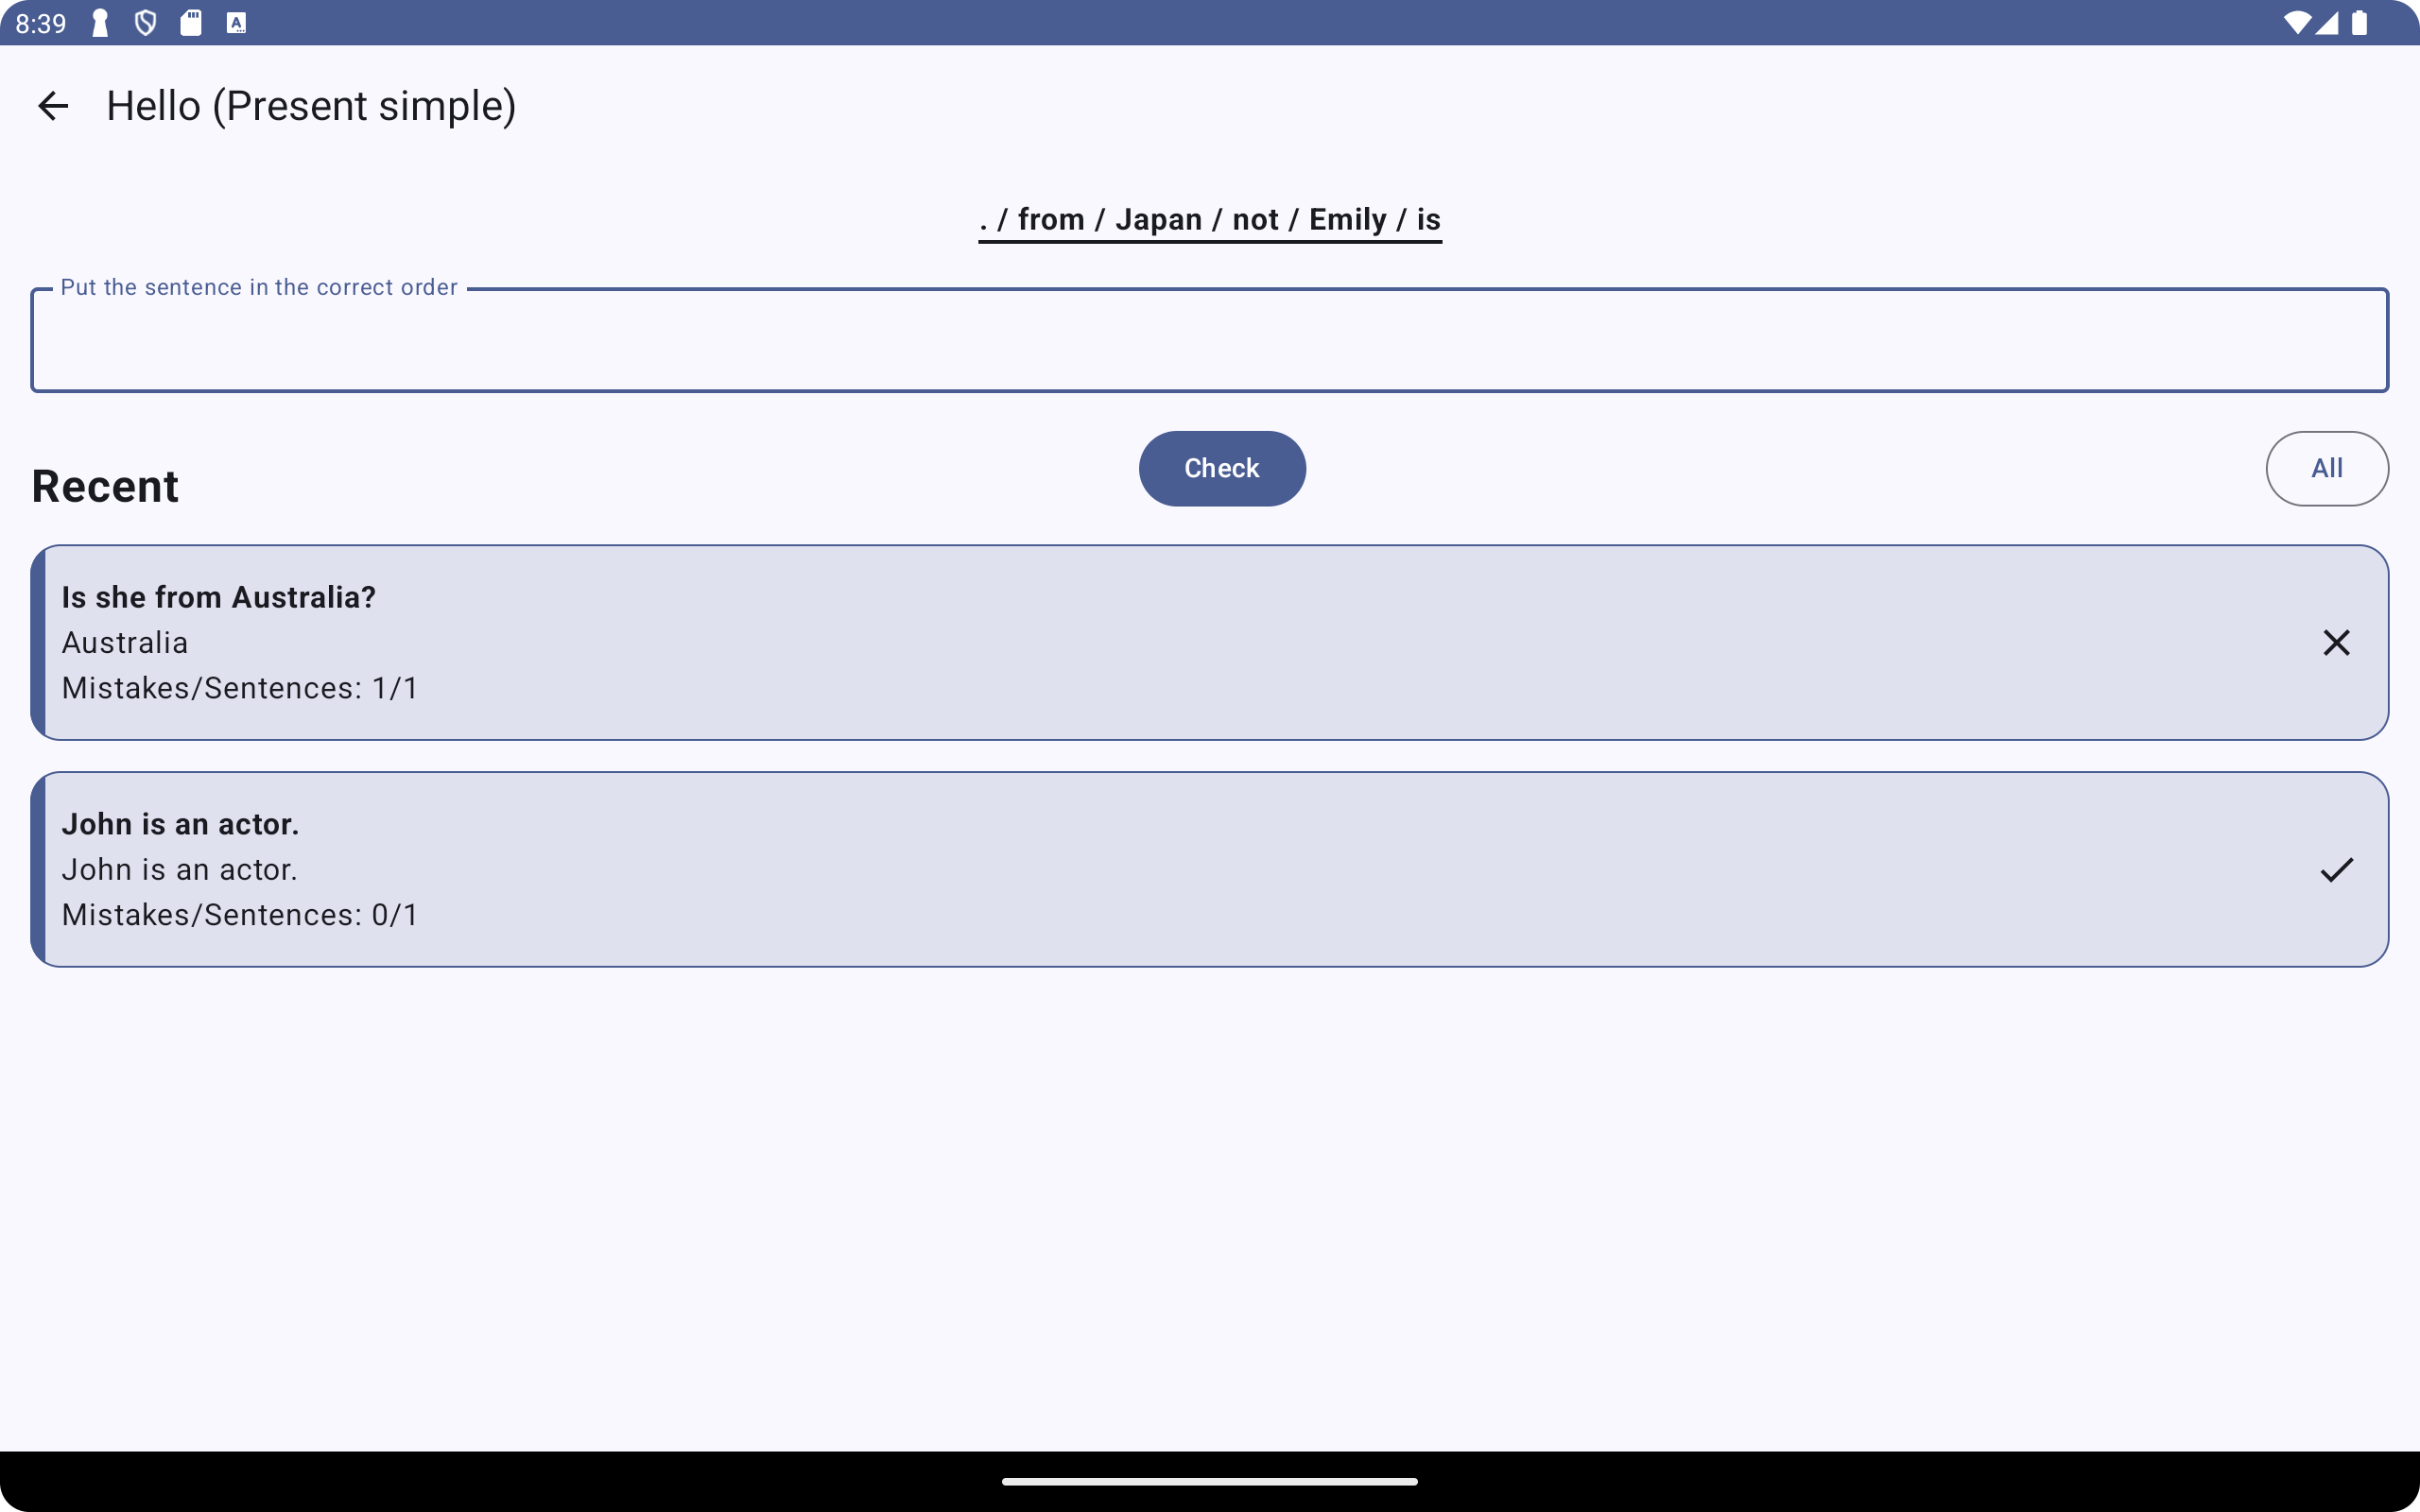 8:39
Hello (Present simple)
. / from / Japan / not / Emily / is
Put the sentence in the correct order
Recent
Check
All
Is she from Australia?
Australia
Mistakes/Sentences: 1/1
John is an actor.
John is an actor.
Mistakes/Sentences: 0/1